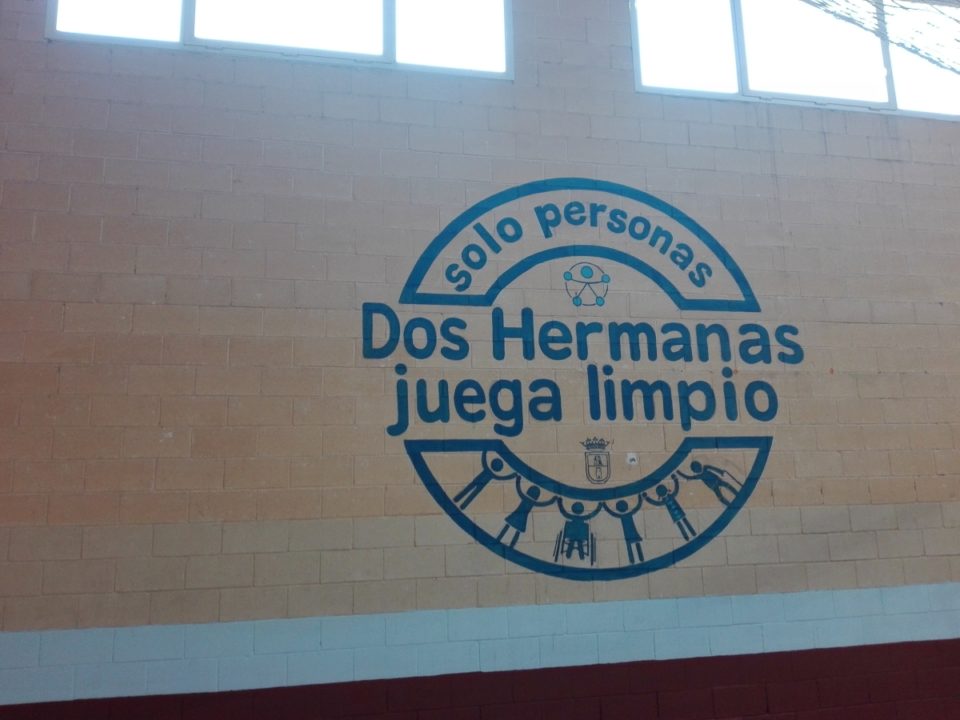 solo personas
Dos Hermanas
juega limpio